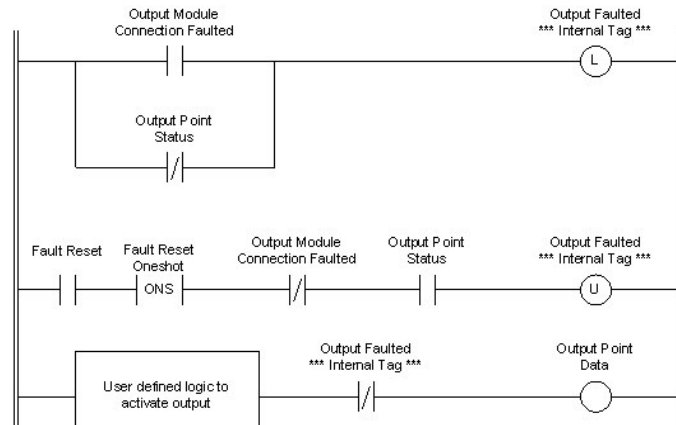 Output Module
Connection Faulted
Output Faulted
*** Internal Tag ***
L
Output Point
Status
Fault Reset
Fault Reset
Oneshot
Output Module
Connection Faulted
Output Point
Status
Output Faulted
*** Internal Tag ***
ONS
U
Output Faulted
*** Internal Tag ***
Output Point
Data
User defined logic to
activate output